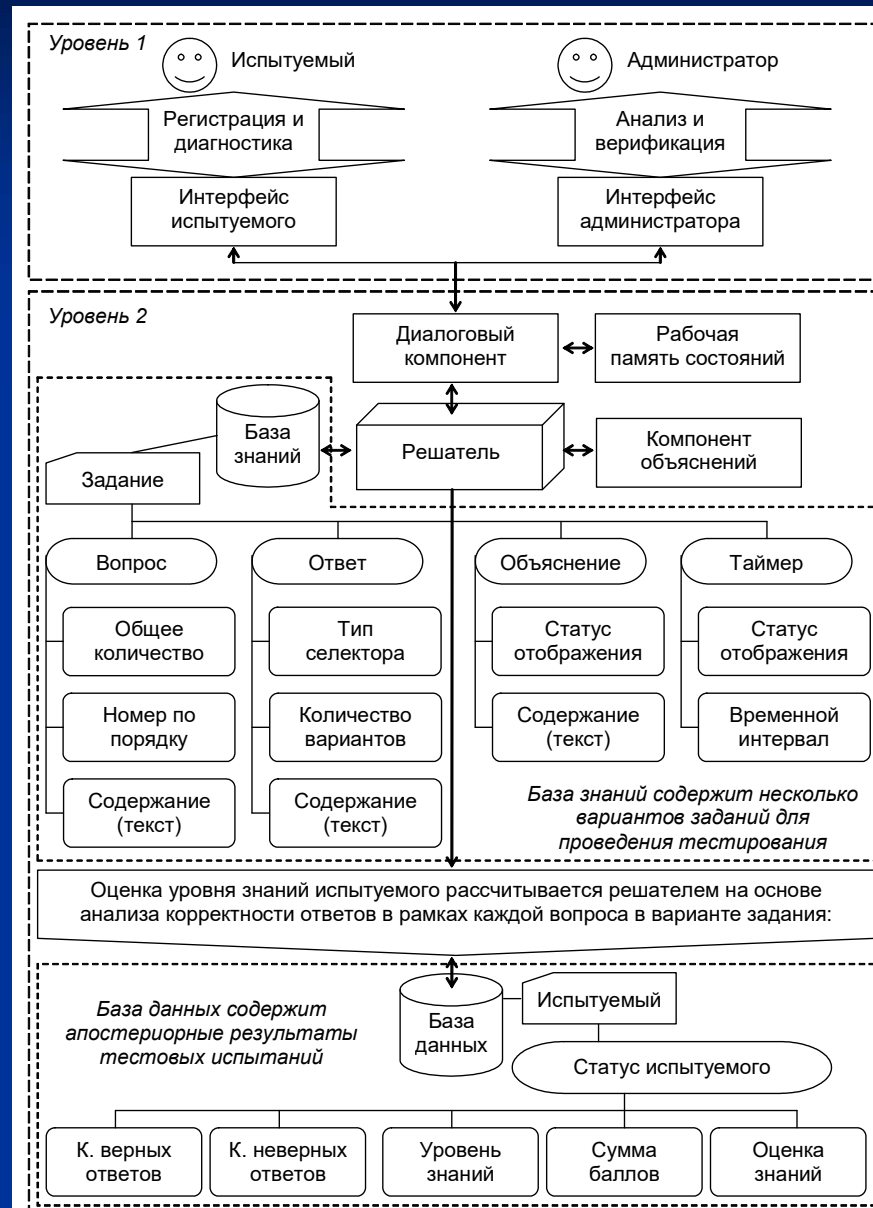 Уровень 1
Испытуемый
Администратор
Регистрация и
диагностика
Анализ и
верификация
Интерфейс
испытуемого
Интерфейс
администратора
Уровень 2
Диалоговый
компонент
Рабочая
память состояний
База
знаний
Решатель
Компонент
объяснений
Задание
Вопрос
Ответ
Объяснение
Таймер
Общее
количество
Тип
селектора
Статус
отображения
Статус
отображения
Номер по
порядку
Количество
вариантов
Содержание
(текст)
Временной
интервал
Содержание
(текст)
Содержание
(текст)
База знаний содержит несколько
вариантов заданий для
проведения тестирования
Оценка уровня знаний испытуемого рассчитывается решателем на основе
анализа корректности ответов в рамках каждой вопроса в варианте задания:
База данных содержит
апостериорные результаты
тестовых испытаний
База
данных
Испытуемый
Статус испытуемого
К. верных
ответов
К. неверных
ответов
Уровень
знаний
Сумма
баллов
Оценка
знаний